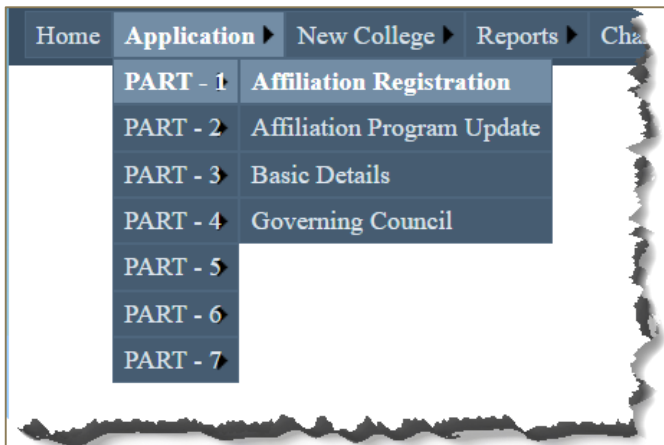 Home Application New College Reports Cha
PART - 1 Affiliation Registration
PART - 2 Affiliation Program Update
PART - 3 Basic Details
PART - 4 Governing Council
PART - 5
PART - 6
PART - 7